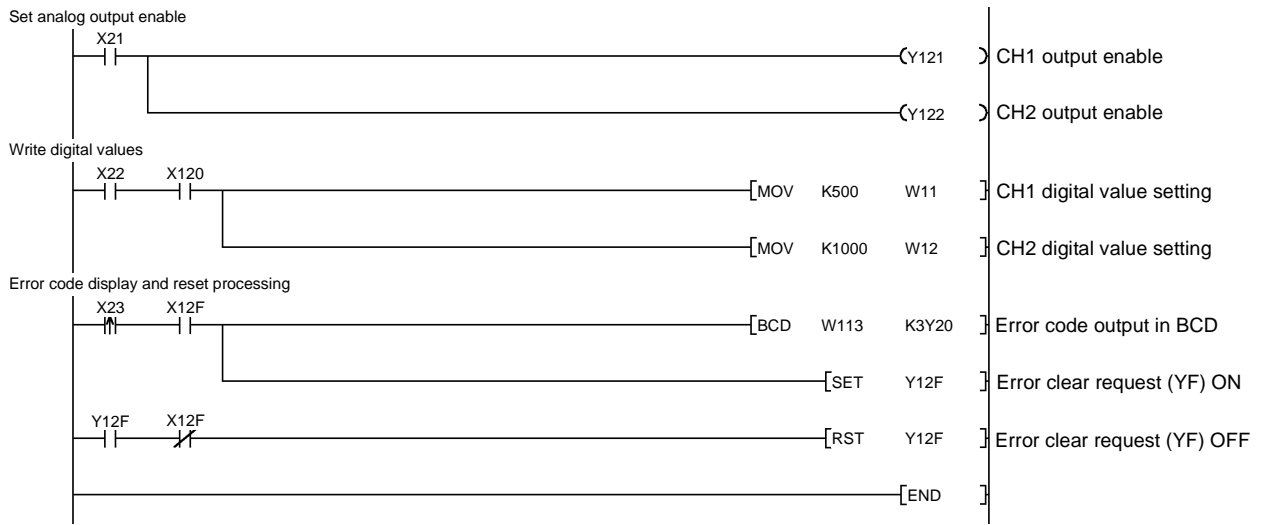 Set analog output enable
X21
Y121 CH1 output enable
Y122 CH2 output enable
Write digital values
X22 X120
MOV K500 W11 CH1 digital value setting
MOV K1000 W12 CH2 digital value setting
Error code display and reset processing
X23 X12F
BCD W113 K3Y20 Error code output in BCD
SET Y12F Error clear request (YF) ON
Y12F X12F
RST Y12F Error clear request (YF) OFF
END